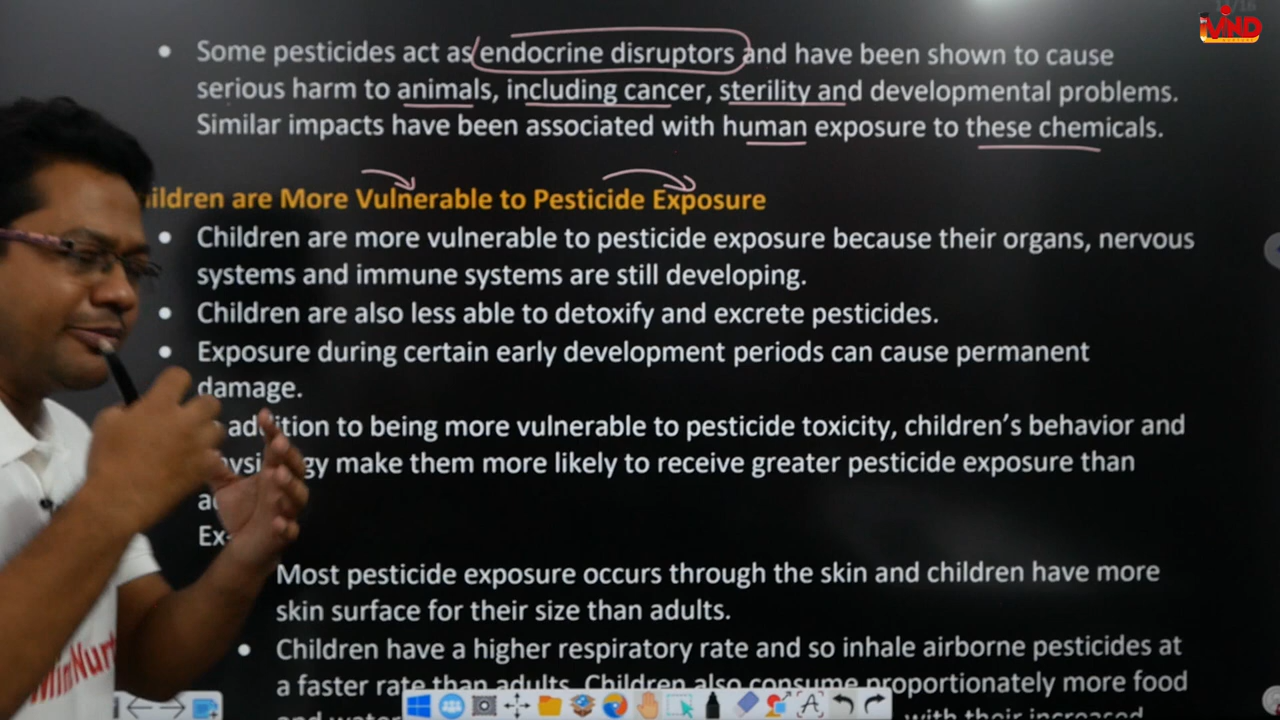 /16
iVND
Some pesticides act as endocrine disruptors and have been shown to cause
serious harm to animals, including cancer, sterility and developmental problems.
Similar impacts have been associated with human exposure to these chemicals.
ildren are More Vulnerable to Pesticide Exposure
Children are more vulnerable to pesticide exposure because their organs, nervous
systems and immune systems are still developing.
Children are also less able to detoxify and excrete pesticides.
Exposure during certain early development periods can cause permanent
damage.
addition to being more vulnerable to pesticide toxicity, children's behavior and
gy make them more likely to receive greater pesticide exposure than
Ex-
Most pesticide exposure occurs through the skin and children have more
skin surface for their size than adults.
Children have a higher respiratory rate and so inhale airborne pesticides at
a faster rate than adults. Children also consume proportionately more food
with their increased